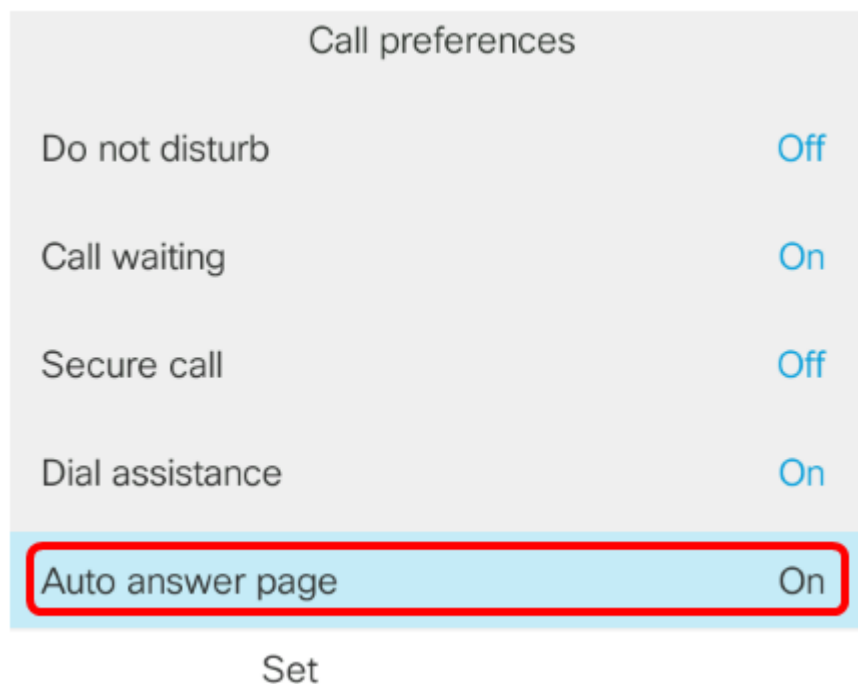 Call preferences
Do not disturb Off
Call waiting On
Secure call Off
Dial assistance On
Auto answer page On
Set